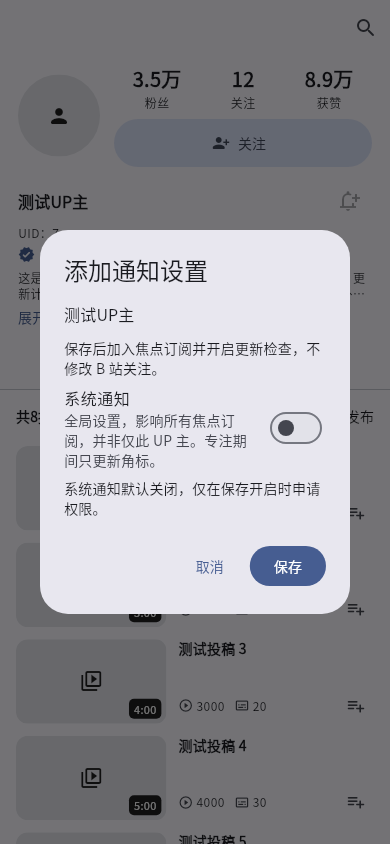 3.5万 12 8.9万
粉丝 关注 获赞
关注
测试UP主
UID: 7
添加通知设置
测试UP主
保存后加入焦点订阅并开启更新检查，不
修改 B 站关注。
系统通知
全局设置，影响所有焦点订
阅，并非仅此 UP 主。专注期
间只更新角标。
系统通知默认关闭，仅在保存开启时申请
权限。
取消 保存
这是 更
新计 …
展开
共8 发布
测试投稿 3
4:00 3000 20
测试投稿 4
5:00 4000 30
测试投稿 5